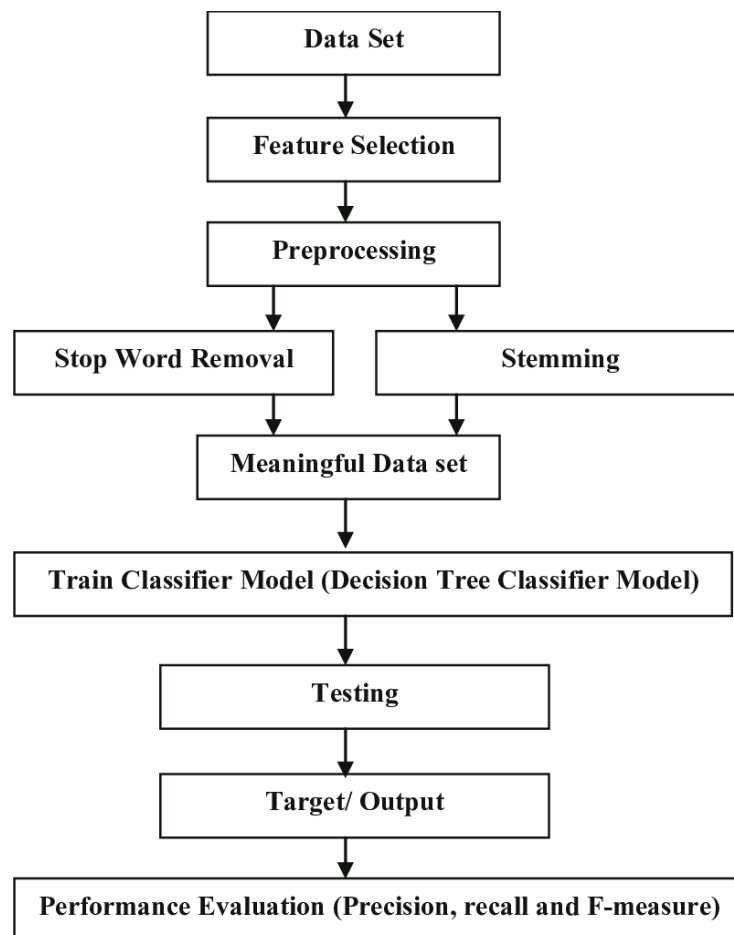 Data Set
Feature Selection
Preprocessing
Stop Word Removal
Stemming
Meaningful Data set
Train Classifier Model (Decision Tree Classifier Model)
Testing
Target/ Output
Performance Evaluation (Precision, recall and F-measure)